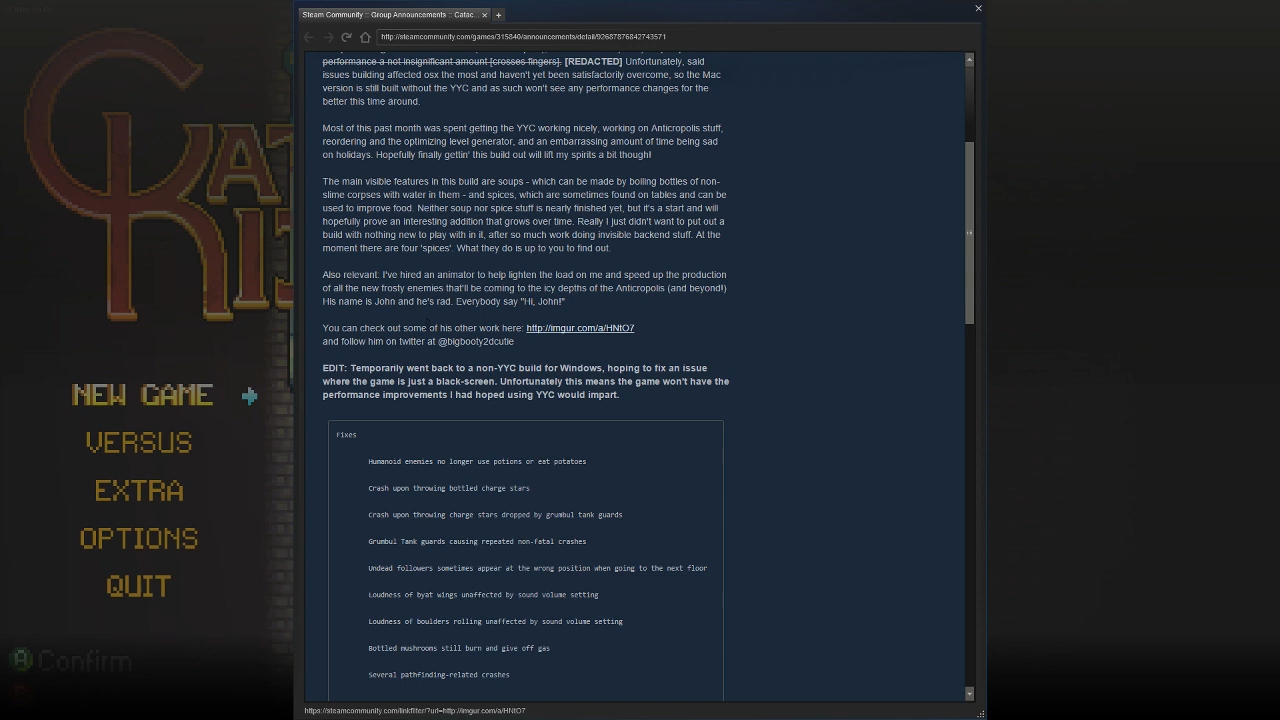 Steam Community :: Group Announcements :: Catac...
http://steamcommunity.com/games/315840/announcements/detail/92687876842743571
performance a not insignificant amount [crosses fingers]. [REDACTED] Unfortunately, said
issues building affected osx the most and haven't yet been satisfactorily overcome, so the Mac
version is still built without the YYC and as such won't see any performance changes for the
better this time around.
Most of this past month was spent getting the YYC working nicely, working on Anticropolis stuff,
reordering and the optimizing level generator, and an embarrassing amount of time being sad
on holidays. Hopefully finally gettin' this build out will lift my spirits a bit though!
The main visible features in this build are soups - which can be made by boiling bottles of non-
slime corpses with water in them - and spices, which are sometimes found on tables and can be
used to improve food. Neither soup nor spice stuff is nearly finished yet, but it's a start and will
hopefully prove an interesting addition that grows over time. Really I just didn't want to put out a
build with nothing new to play with in it, after so much work doing invisible backend stuff. At the
moment there are four 'spices'. What they do is up to you to find out.
Also relevant: I've hired an animator to help lighten the load on me and speed up the production
of all the new frosty enemies that'll be coming to the icy depths of the Anticropolis (and beyond!)
His name is John and he's rad. Everybody say "Hi, John!"
You can check out some of his other work here: http://imgur.com/a/HNtO7
and follow him on twitter at @bigbooty2dcutie
EDIT: Temporarily went back to a non-YYC build for Windows, hoping to fix an issue
where the game is just a black-screen. Unfortunately this means the game won't have the
performance improvements I had hoped using YYC would impart.
Fixes
Humanoid enemies no longer use potions or eat potatoes
Crash upon throwing bottled charge stars
Crash upon throwing charge stars dropped by grumbul tank guards
Grumbul Tank guards causing repeated non-fatal crashes
Undead followers sometimes appear at the wrong position when going to the next floor
Loudness of byat wings unaffected by sound volume setting
Loudness of boulders rolling unaffected by sound volume setting
Bottled mushrooms still burn and give off gas
Several pathfinding-related crashes
https://steamcommunity.com/linkfilter/?url=http://imgur.com/a/HNtO7
NEW GAME
VERSUS
EXTRA
OPTIONS
QUIT
A Confirm